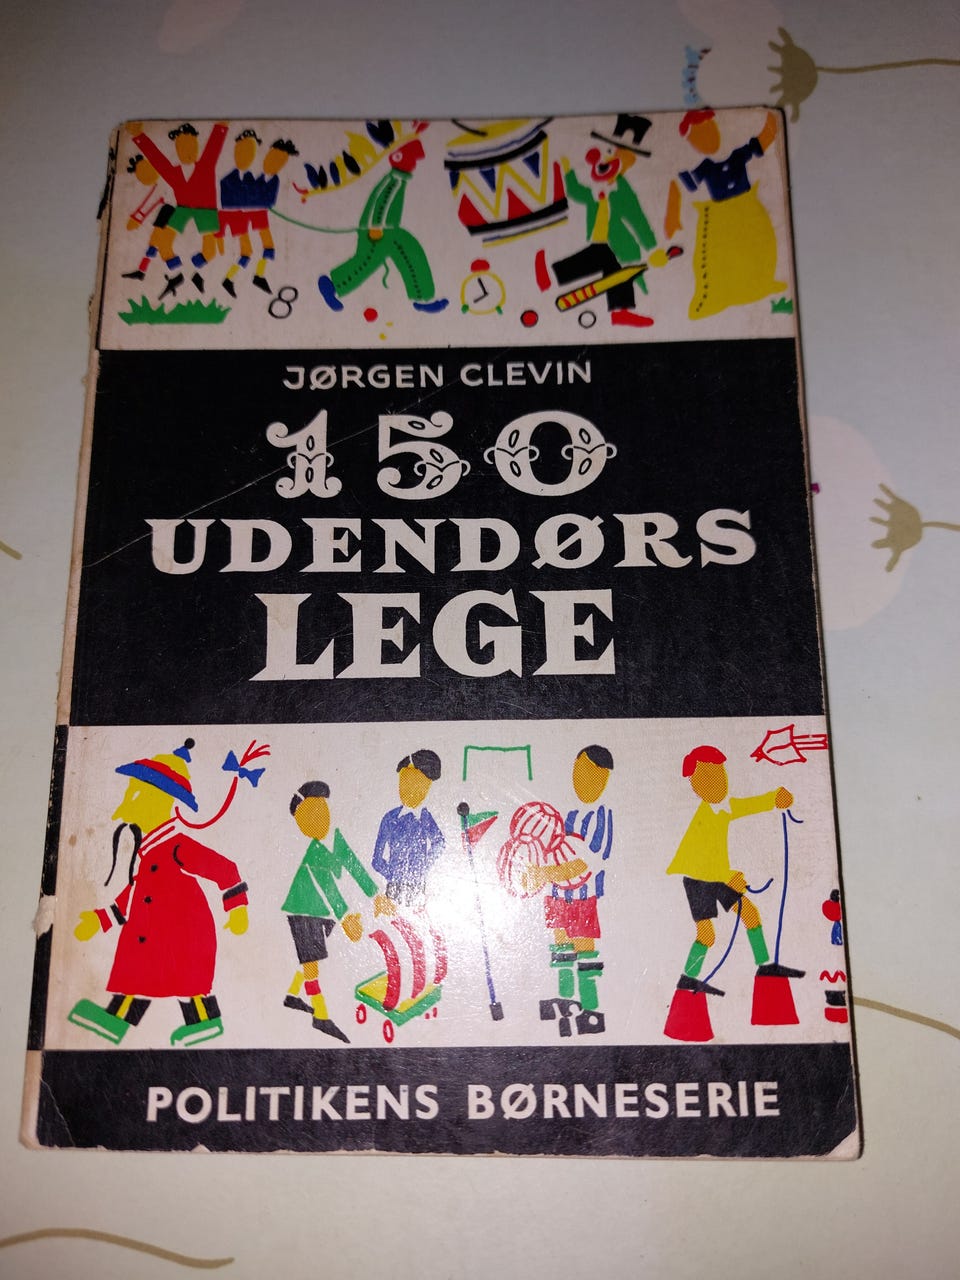 JØRGEN CLEVIN
150
UDENDØRS
LEGE
POLITIKENS BØRNESERIE